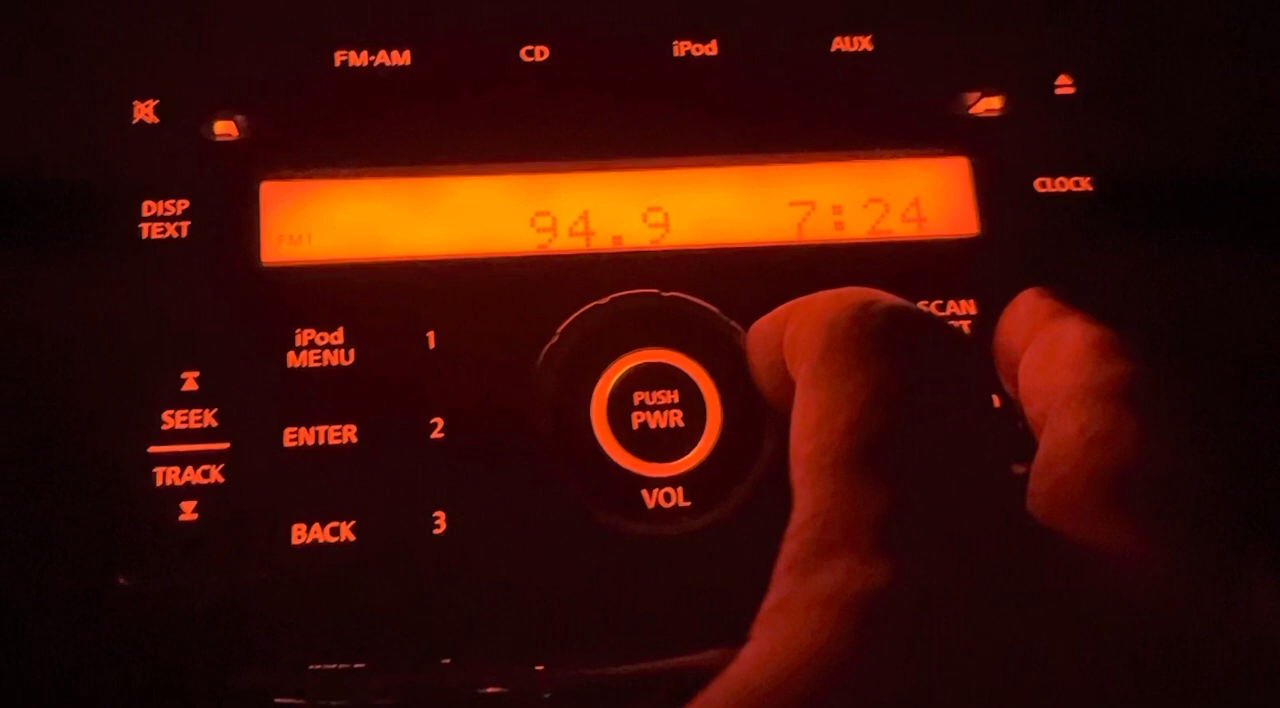 FM·AM
CD
iPod
AUX
DISP
TEXT
CLOCK
FM1
94.9
7:24
iPod
MENU
1
SCAN
SEEK
TRACK
ENTER
2
PUSH
PWR
VOL
BACK
3